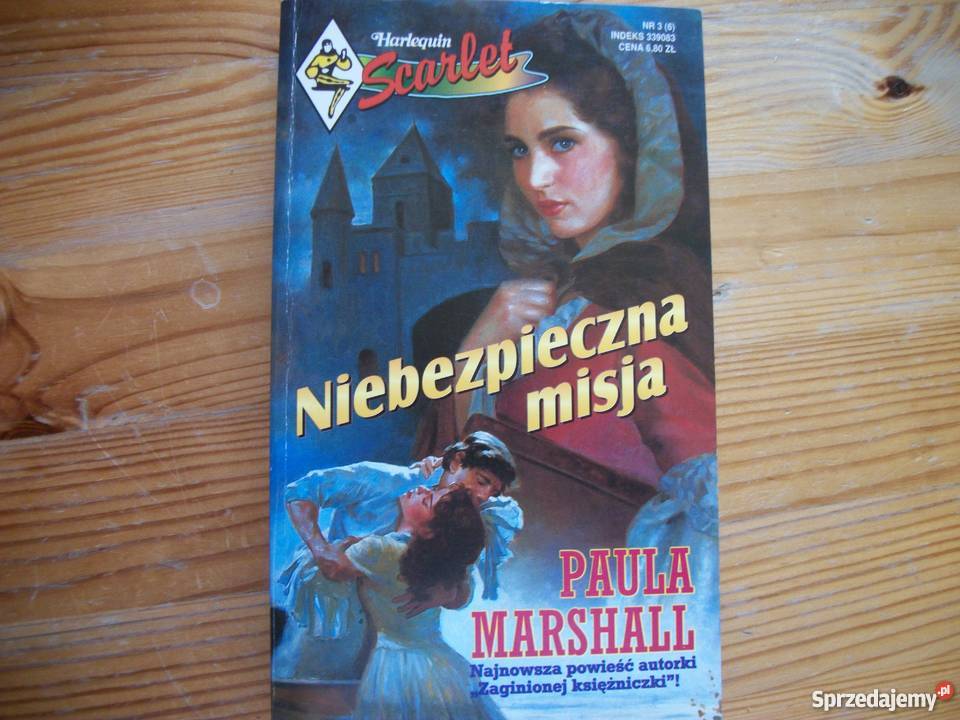 Harlequin
Scarlet
NR 3 (6)
INDEKS 339083
CENA 6,80 ZŁ
Niebezpieczna
misja
PAULA
MARSHALL
Najnowsza powieść autorki
„Zaginionej księżniczki"!
Sprzedajemy.pl